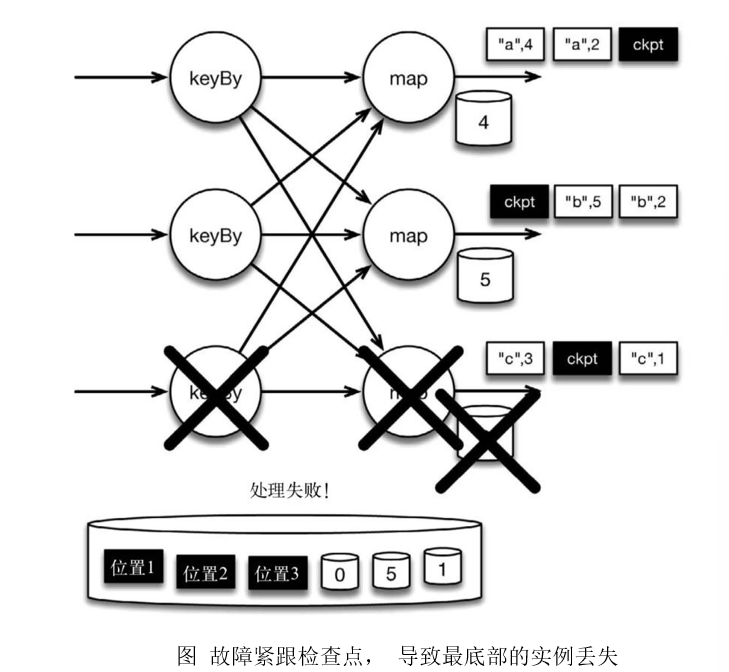 keyBy map "a",4 "a",2 ckpt
4
keyBy map ckpt "b",5 "b",2
5
"c",3 ckpt "c",1
处理失败！
位置1 位置2 位置3 0 5 1
图 故障紧跟检查点， 导致最底部的实例丢失